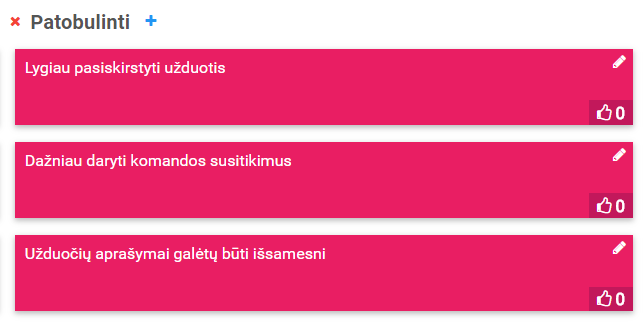 Patobulinti
Lygiau pasiskirstyti užduotis
0
Dažniau daryti komandos susitikimus
0
Užduočių aprašymai galėtų būti išsamesni
0